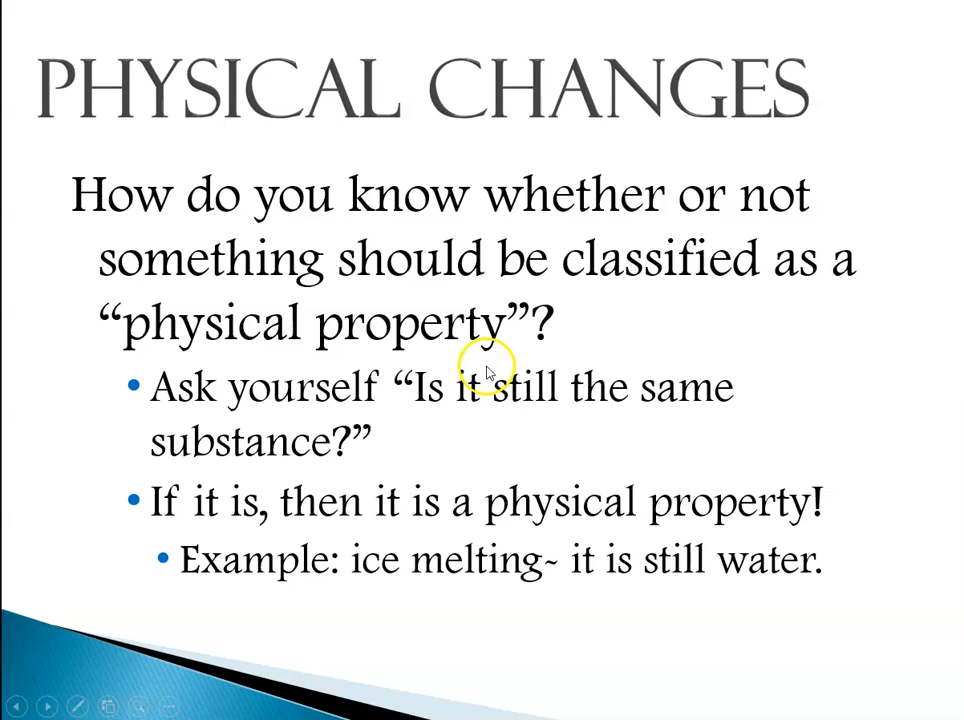 PHYSICAL CHANGES
How do you know whether or not
something should be classified as a
“physical property”?
• Ask yourself “Is it still the same
substance?”
• If it is, then it is a physical property!
• Example: ice melting- it is still water.